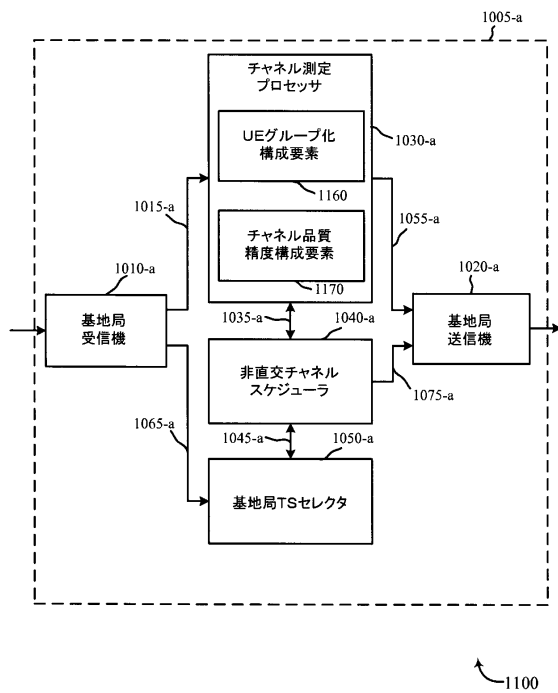 1005-a
チャネル測定
プロセッサ
1030-a
UEグループ化
構成要素
1160
1015-a
1055-a
チャネル品質
精度構成要素
1170
1010-a
1020-a
基地局
受信機
基地局
送信機
1035-a
1040-a
非直交チャネル
スケジューラ
1075-a
1065-a
1045-a
1050-a
基地局TSセレクタ
1100